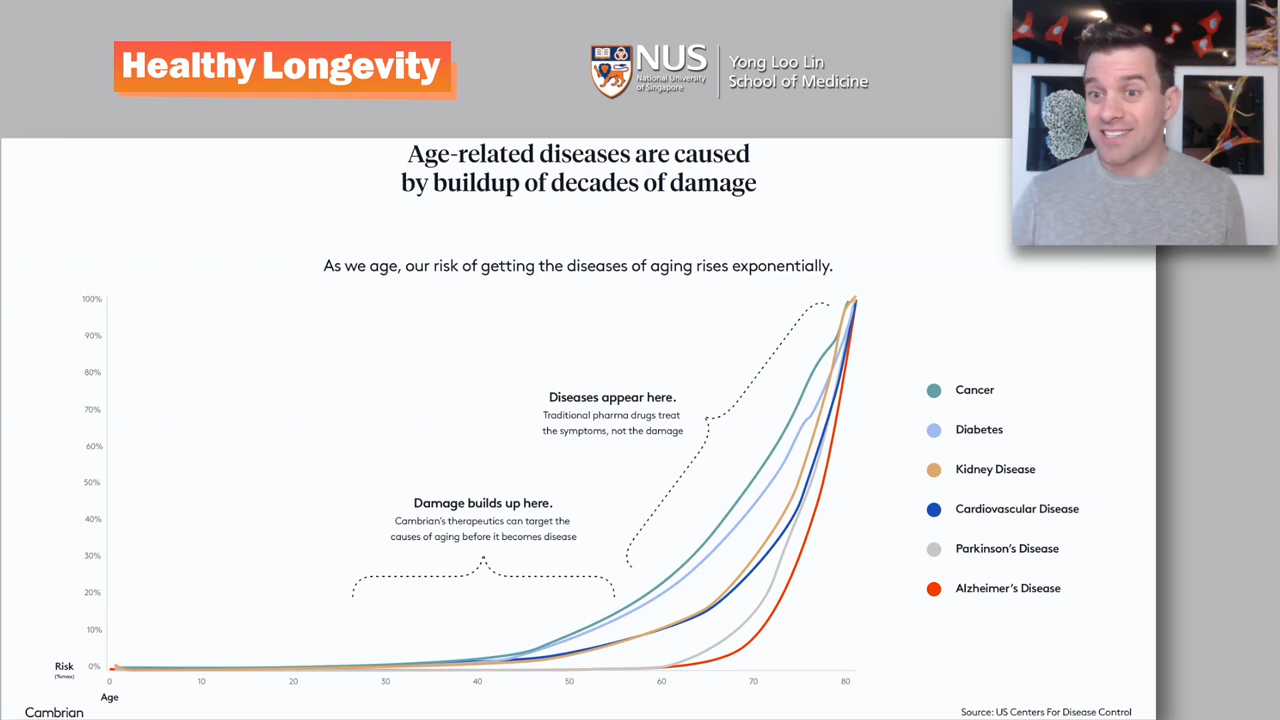 Healthy Longevity
NUS
National University
of Singapore
Yong Loo Lin
School of Medicine
Age-related diseases are caused
by buildup of decades of damage
As we age, our risk of getting the diseases of aging rises exponentially.
100%
90%
80%
70%
60%
50%
40%
30%
20%
10%
0%
Risk
(%max)
Diseases appear here.
Traditional pharma drugs treat
the symptoms, not the damage
Damage builds up here.
Cambrian's therapeutics can target the
causes of aging before it becomes disease
Cancer
Diabetes
Kidney Disease
Cardiovascular Disease
Parkinson's Disease
Alzheimer's Disease
0 10 20 30 40 50 60 70 80
Age
Cambrian
Source: US Centers For Disease Control